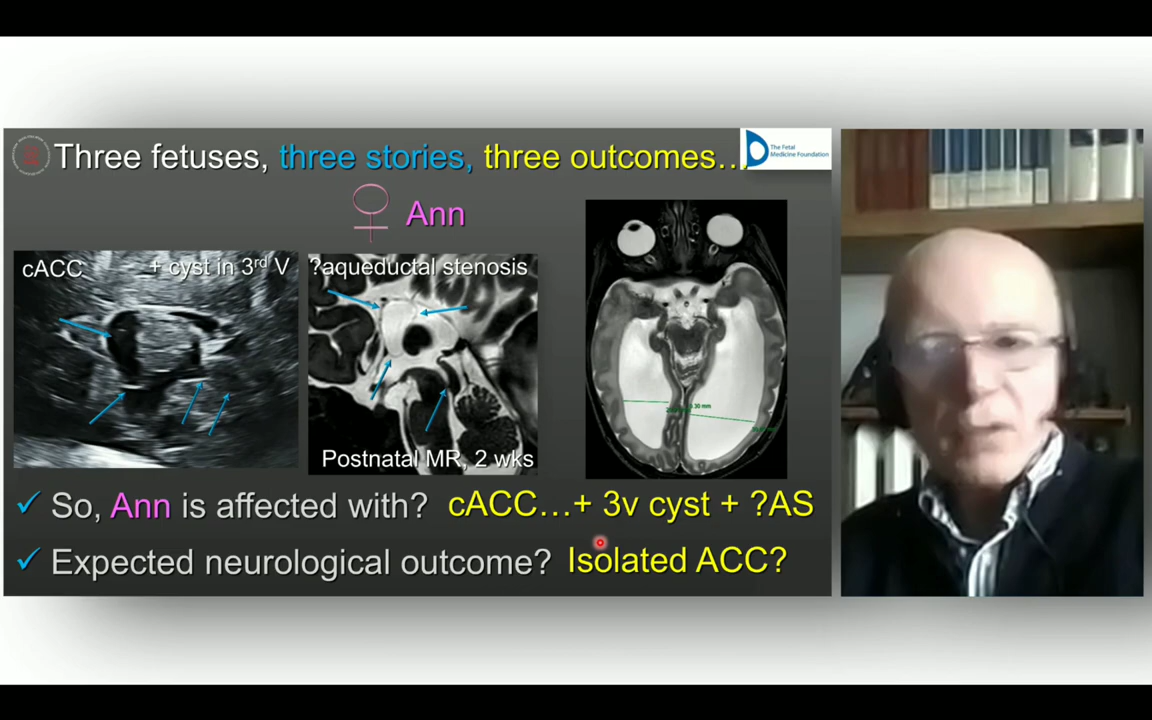 Three fetuses, three stories, three outcomes...
The Fetal
Medicine Foundation
Ann
cACC
+ cyst in 3rd V
?aqueductal stenosis
Postnatal MR, 2 wks
✓ So, Ann is affected with? cACC...+ 3v cyst + ?AS
✓ Expected neurological outcome? Isolated ACC?